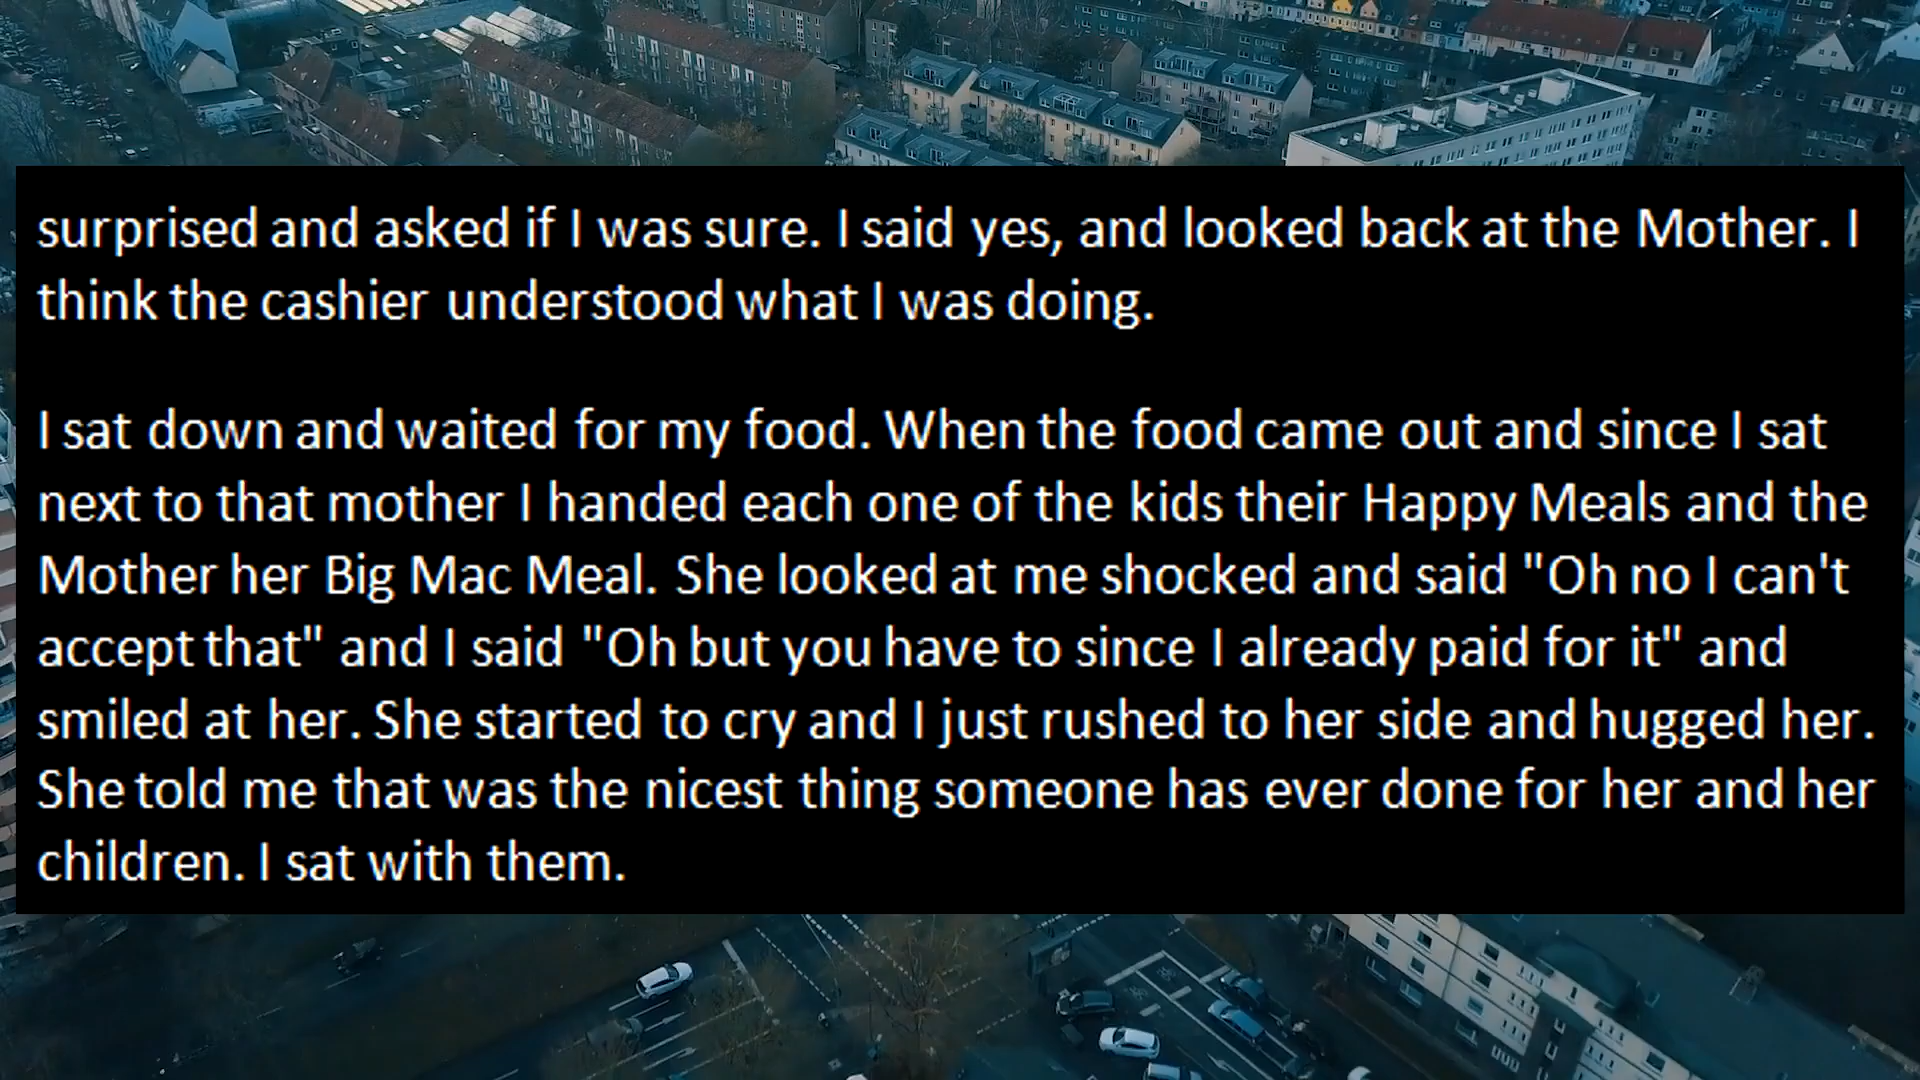 surprised and asked if I was sure. I said yes, and looked back at the Mother. I
think the cashier understood what I was doing.
I sat down and waited for my food. When the food came out and since I sat
next to that mother I handed each one of the kids their Happy Meals and the
Mother her Big Mac Meal. She looked at me shocked and said "Oh no I can't
accept that" and I said "Oh but you have to since I already paid for it" and
smiled at her. She started to cry and I just rushed to her side and hugged her.
She told me that was the nicest thing someone has ever done for her and her
children. I sat with them.